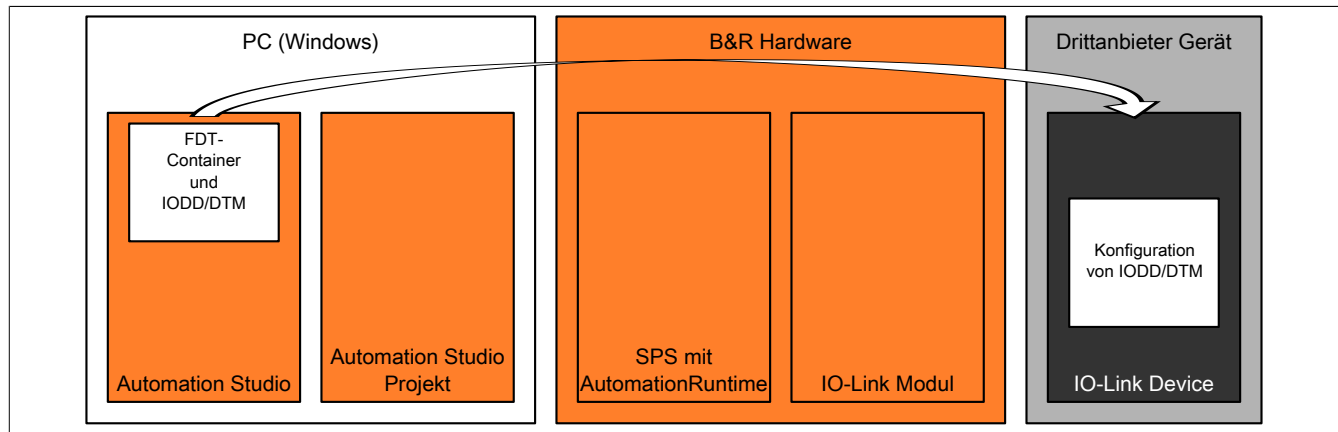 PC (Windows)
B&R Hardware
Drittanbieter Gerät
FDT-
Container
und
IODD/DTM
Konfiguration
von IODD/DTM
Automation Studio
Automation Studio
Projekt
SPS mit
AutomationRuntime
IO-Link Modul
IO-Link Device